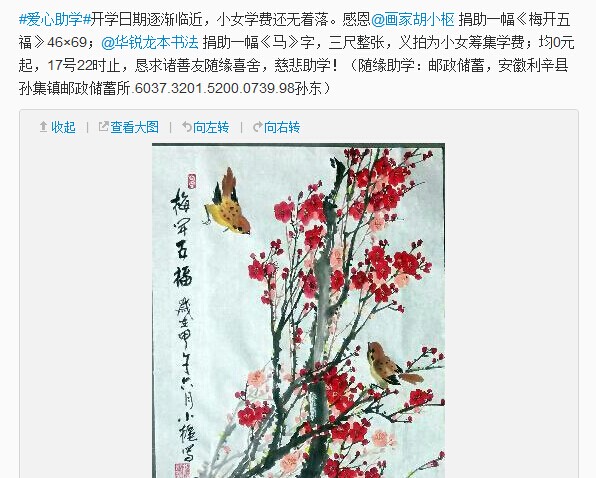 #爱心助学#开学日期逐渐临近，小女学费还无着落。感恩@画家胡小枢 捐助一幅《梅开五
福》46×69；@华锐龙本书法 捐助一幅《马》字，三尺整张，义拍为小女筹集学费；均0元
起，17号22时止，恳求诸善友随缘喜舍，慈悲助学！（随缘助学：邮政储蓄，安徽利辛县
孙集镇邮政储蓄所.6037.3201.5200.0739.98孙东）
收起 | 查看大图 | 向左转 | 向右转
梅开五福
岁在甲午六月小枢写